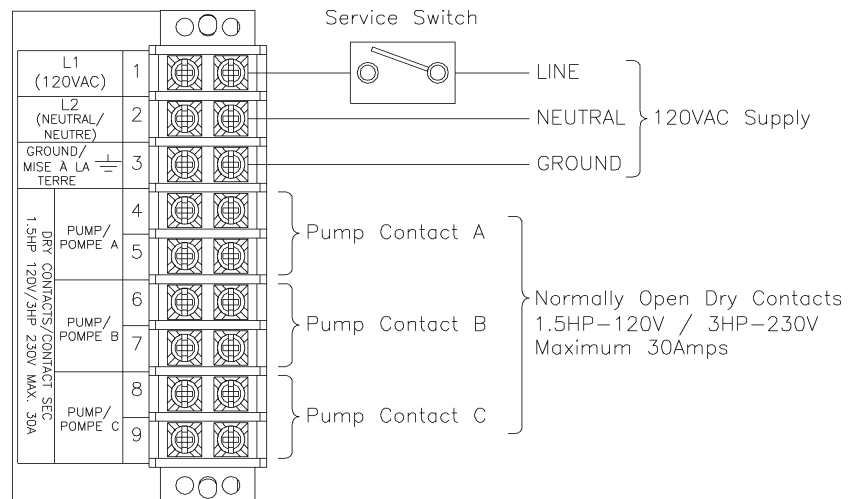 Service Switch
L1
(120VAC)
1
LINE
L2
(NEUTRAL/
NEUTRE)
2
NEUTRAL
120VAC Supply
GROUND/
MISE À LA
TERRE
3
GROUND
DRY CONTACTS/CONTACT SEC
1.5HP 120V/3HP 230V MAX. 30A
PUMP/
POMPE A
4
5
Pump Contact A
PUMP/
POMPE B
6
7
Pump Contact B
Normally Open Dry Contacts
1.5HP-120V / 3HP-230V
Maximum 30Amps
PUMP/
POMPE C
8
9
Pump Contact C